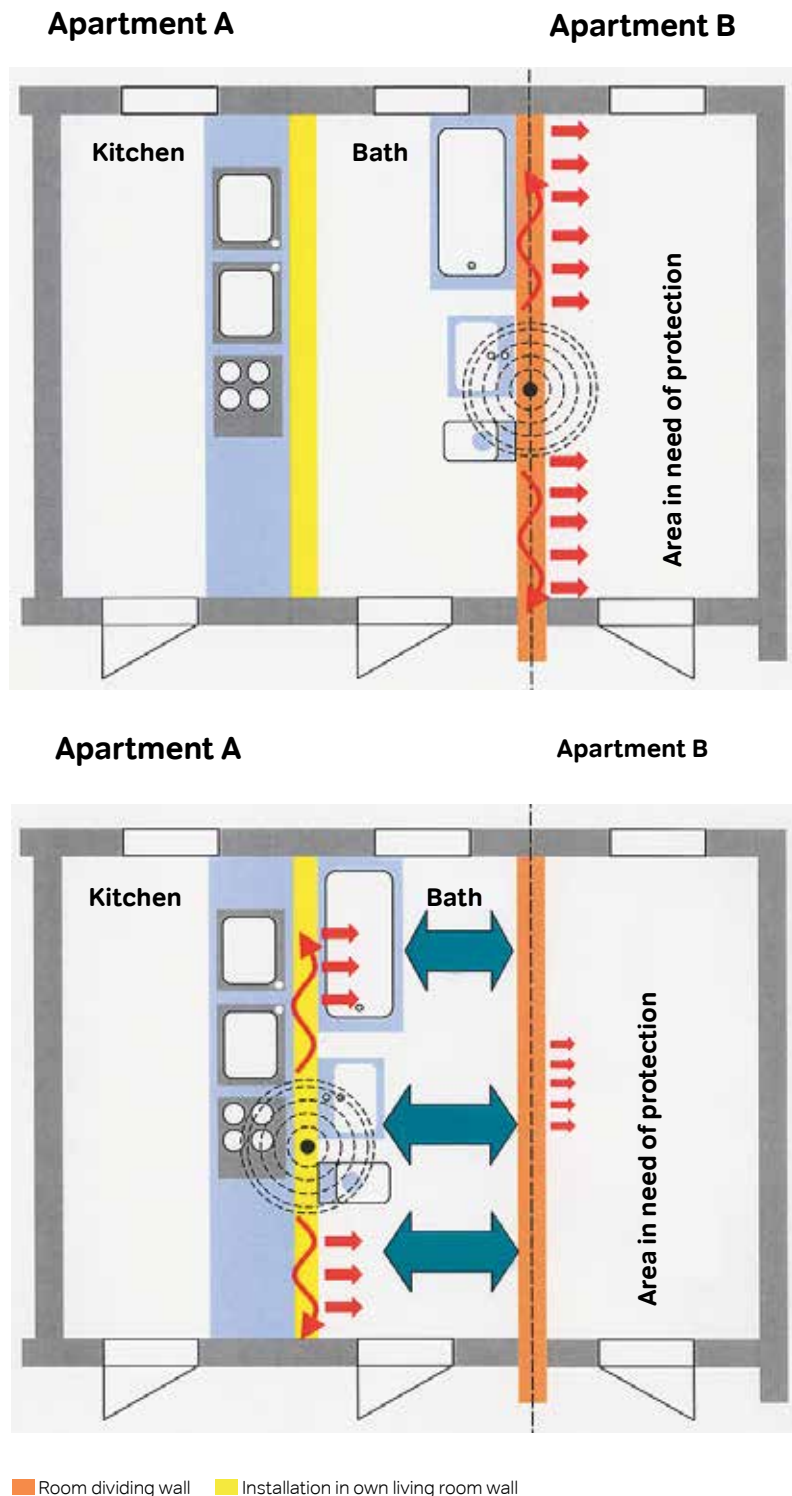 Apartment A
Apartment B
Kitchen
Bath
Area in need of protection
Apartment A
Apartment B
Kitchen
Bath
Area in need of protection
Room dividing wall
Installation in own living room wall